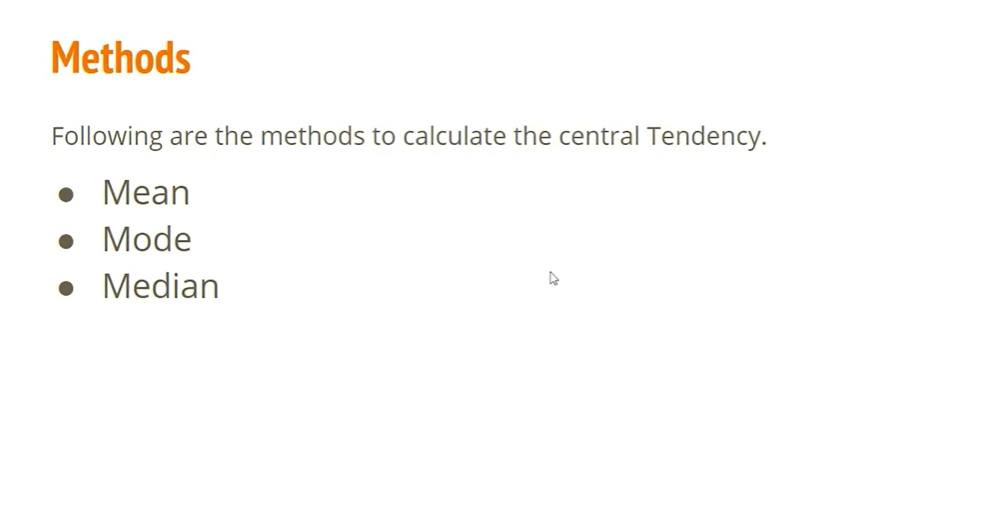 Methods
Following are the methods to calculate the central Tendency.
● Mean
● Mode
● Median